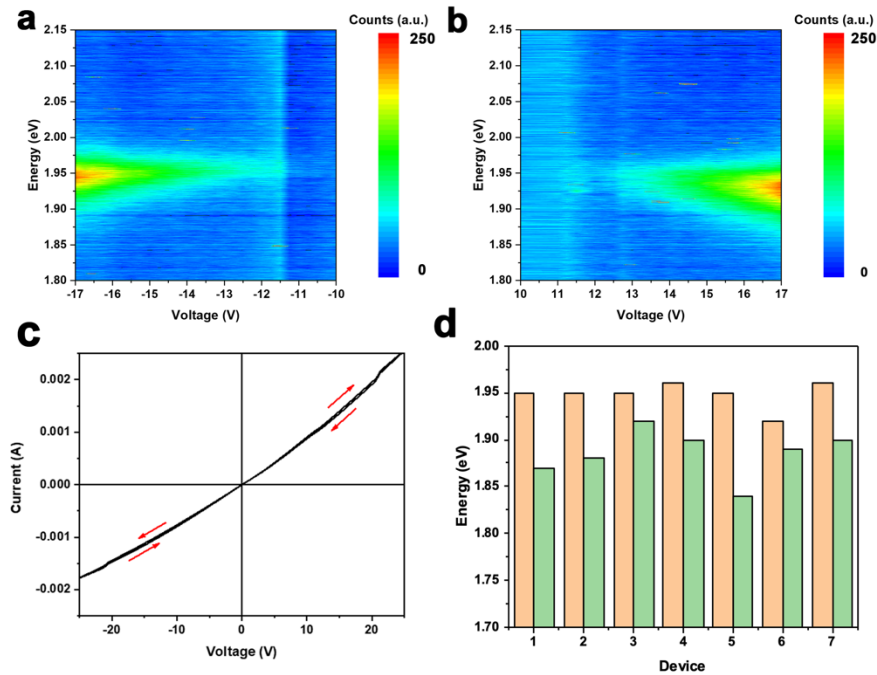 a
Counts (a.u.)
250
0
2.15
2.10
2.05
2.00
1.95
1.90
1.85
1.80
Energy (eV)
-17 -16 -15 -14 -13 -12 -11 -10
Voltage (V)
b
Counts (a.u.)
250
0
2.15
2.10
2.05
2.00
1.95
1.90
1.85
1.80
Energy (eV)
10 11 12 13 14 15 16 17
Voltage (V)
c
0.002
0.001
0.000
-0.001
-0.002
Current (A)
-20 -10 0 10 20
Voltage (V)
d
2.00
1.95
1.90
1.85
1.80
1.75
1.70
Energy (eV)
1 2 3 4 5 6 7
Device